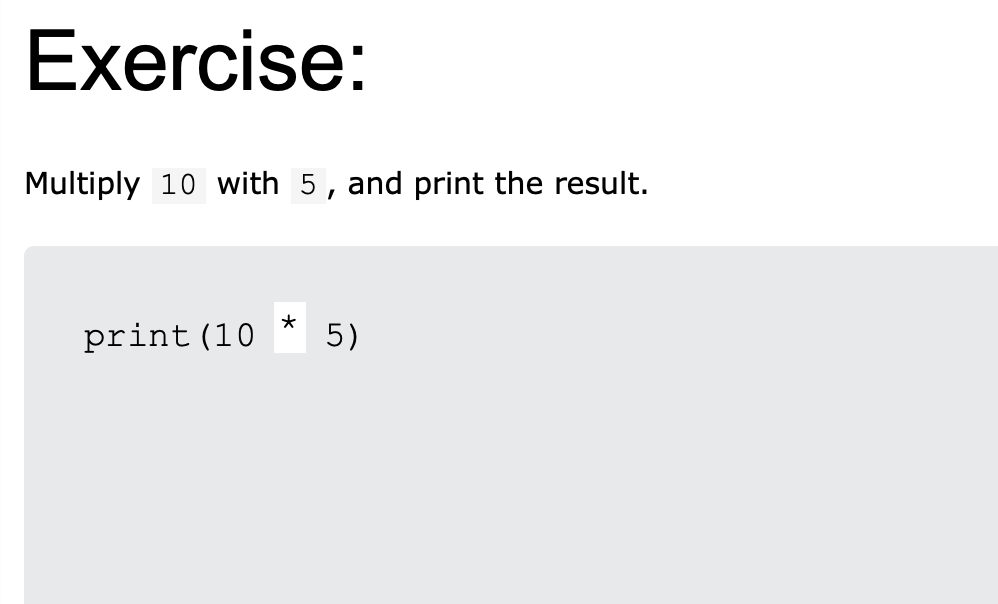 Exercise:
Multiply 10 with 5, and print the result.
print(10 * 5)